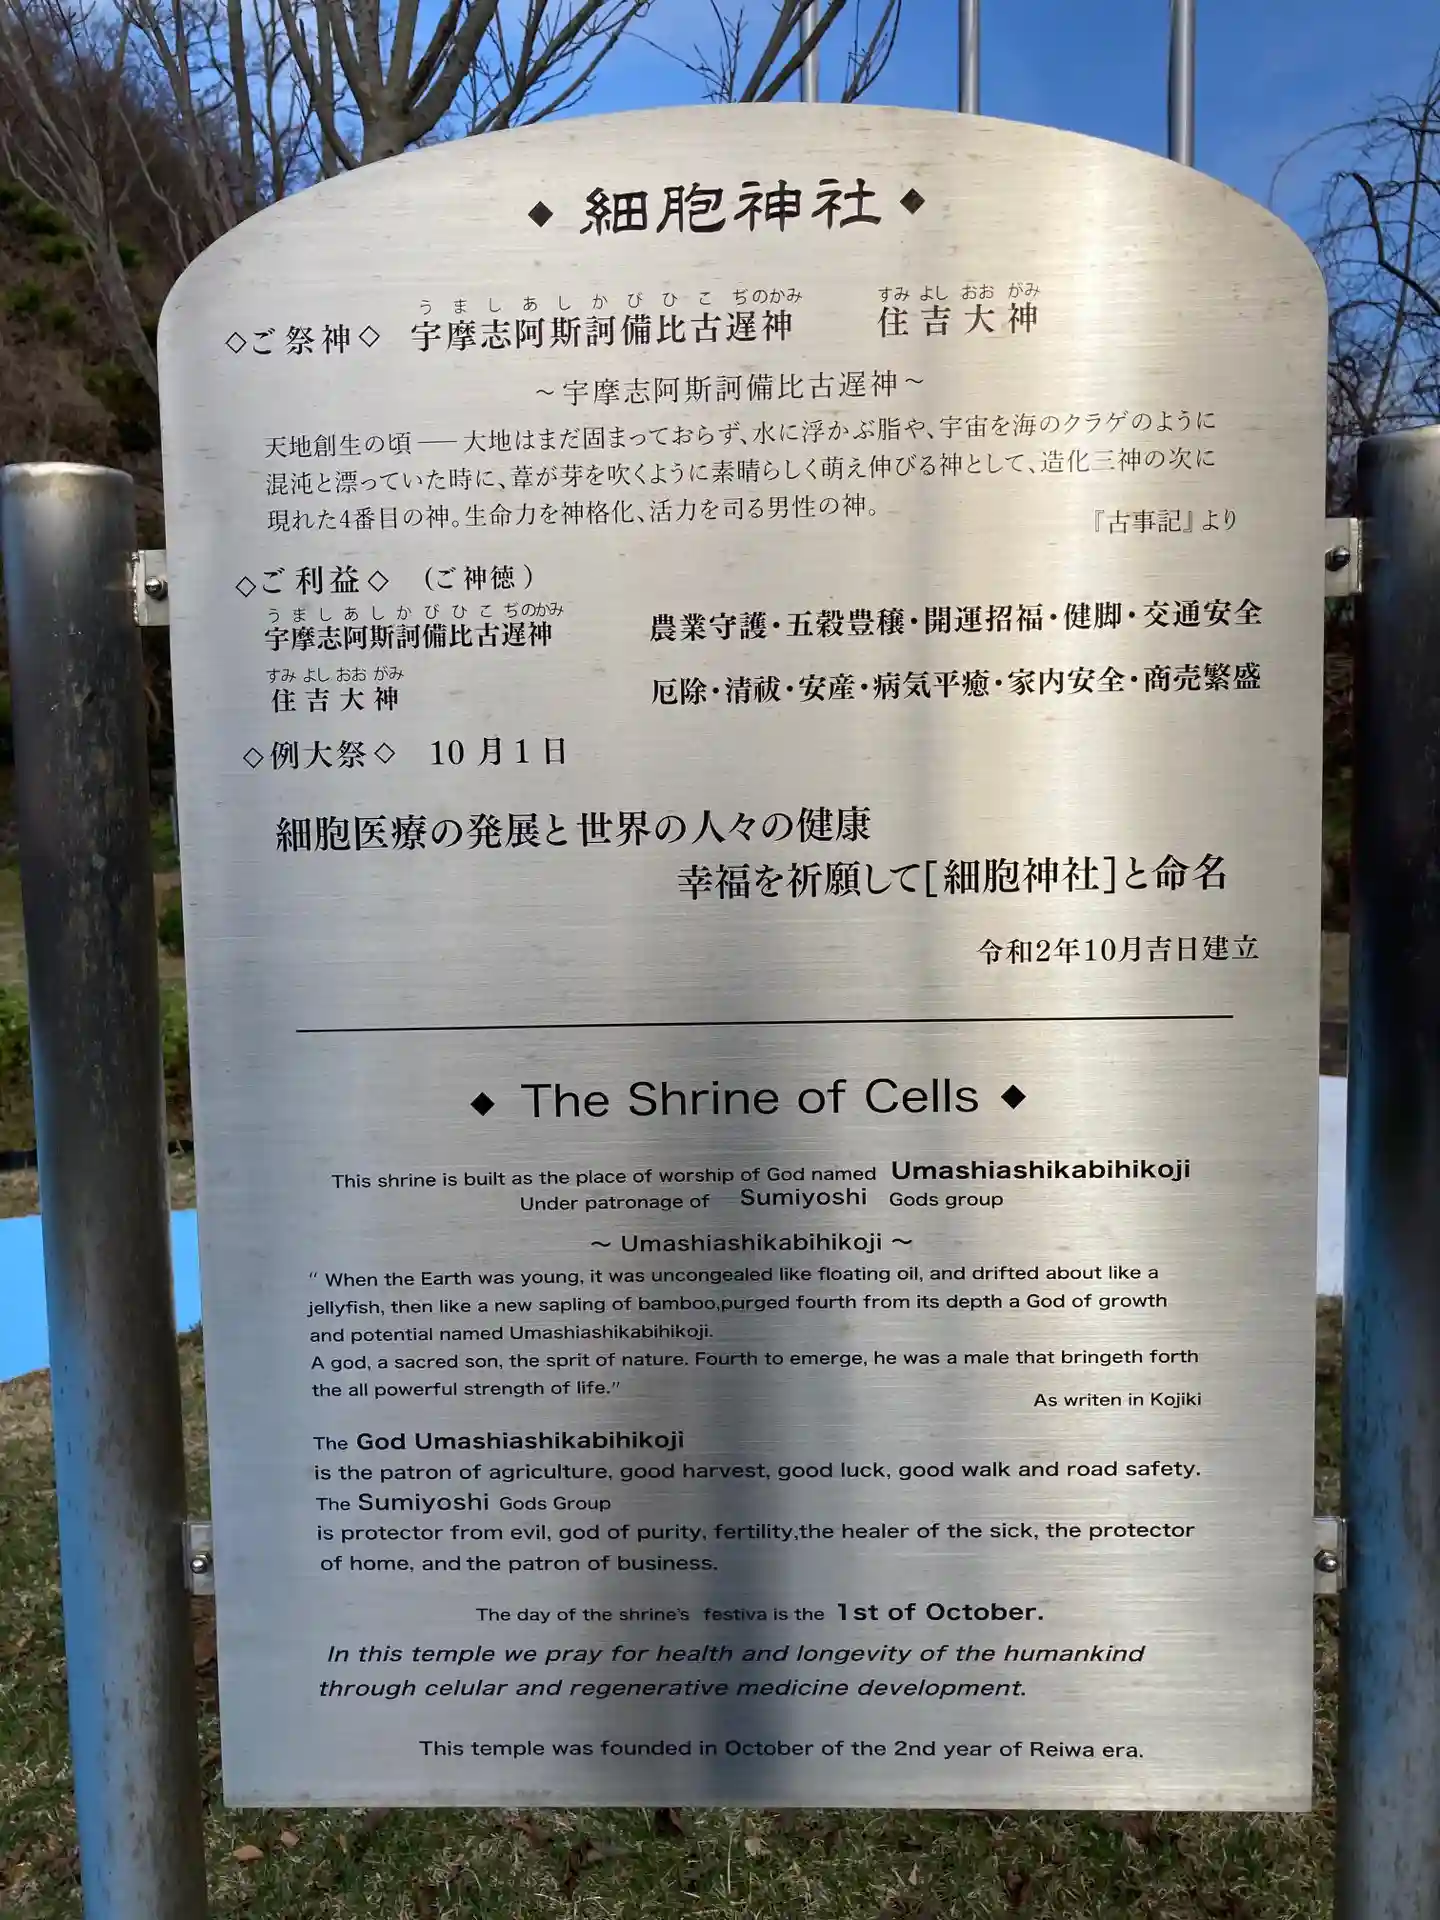 ◆ 細胞神社 ◆
うましあしかびひこぢのかみ すみ よし おお がみ
◇ご祭神◇ 宇摩志阿斯訶備比古遅神 住吉大神
～宇摩志阿斯訶備比古遅神～
天地創生の頃 ── 大地はまだ固まっておらず、水に浮かぶ脂や、宇宙を海のクラゲのように
混沌と漂っていた時に、葦が芽を吹くように素晴らしく萌え伸びる神として、造化三神の次に
現れた4番目の神。生命力を神格化、活力を司る男性の神。
『古事記』より
◇ご利益◇ (ご神徳)
うましあしかびひこぢのかみ
宇摩志阿斯訶備比古遅神 農業守護・五穀豊穣・開運招福・健脚・交通安全
すみ よし おお がみ
住吉大神 厄除・清祓・安産・病気平癒・家内安全・商売繁盛
◇例大祭◇ 10月1日
細胞医療の発展と世界の人々の健康
幸福を祈願して[細胞神社]と命名
令和2年10月吉日建立
◆ The Shrine of Cells ◆
This shrine is built as the place of worship of God named Umashiashikabihikoji
Under patronage of Sumiyoshi Gods group
～ Umashiashikabihikoji ～
" When the Earth was young, it was uncongealed like floating oil, and drifted about like a
jellyfish, then like a new sapling of bamboo,purged fourth from its depth a God of growth
and potential named Umashiashikabihikoji.
A god, a sacred son, the sprit of nature. Fourth to emerge, he was a male that bringeth forth
the all powerful strength of life."
As writen in Kojiki
The God Umashiashikabihikoji
is the patron of agriculture, good harvest, good luck, good walk and road safety.
The Sumiyoshi Gods Group
is protector from evil, god of purity, fertility,the healer of the sick, the protector
of home, and the patron of business.
The day of the shrine's festiva is the 1st of October.
In this temple we pray for health and longevity of the humankind
through celular and regenerative medicine development.
This temple was founded in October of the 2nd year of Reiwa era.